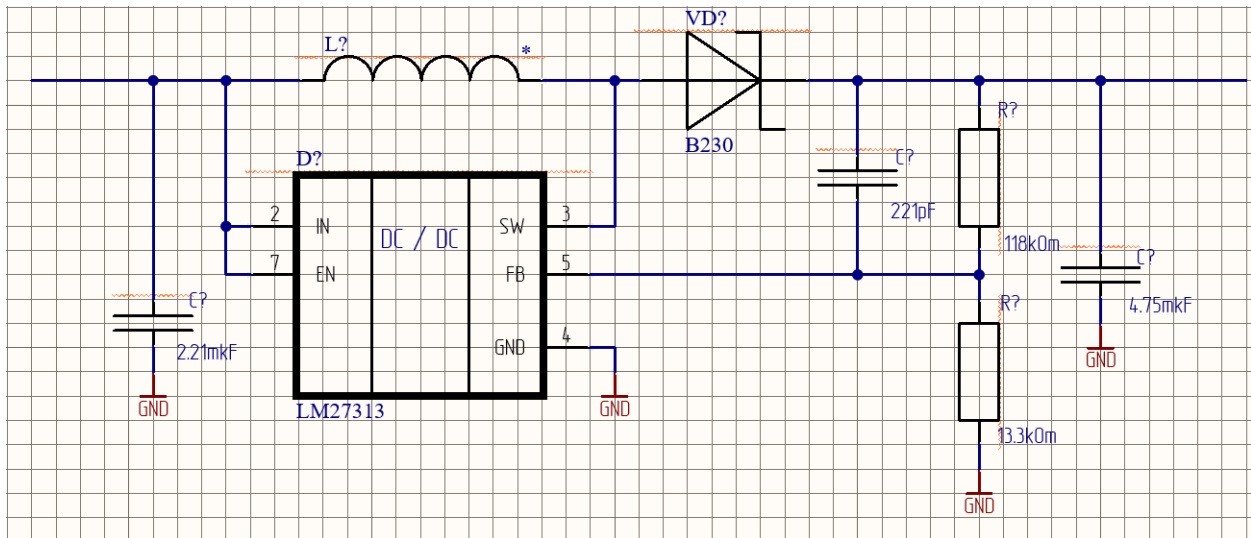 L?
*
VD?
B230
D?
2
IN
7
EN
DC / DC
SW
3
FB
5
GND
4
LM27313
C?
2.21mkF
GND
GND
C?
221pF
R?
118kOm
R?
13.3kOm
GND
C?
4.75mkF
GND